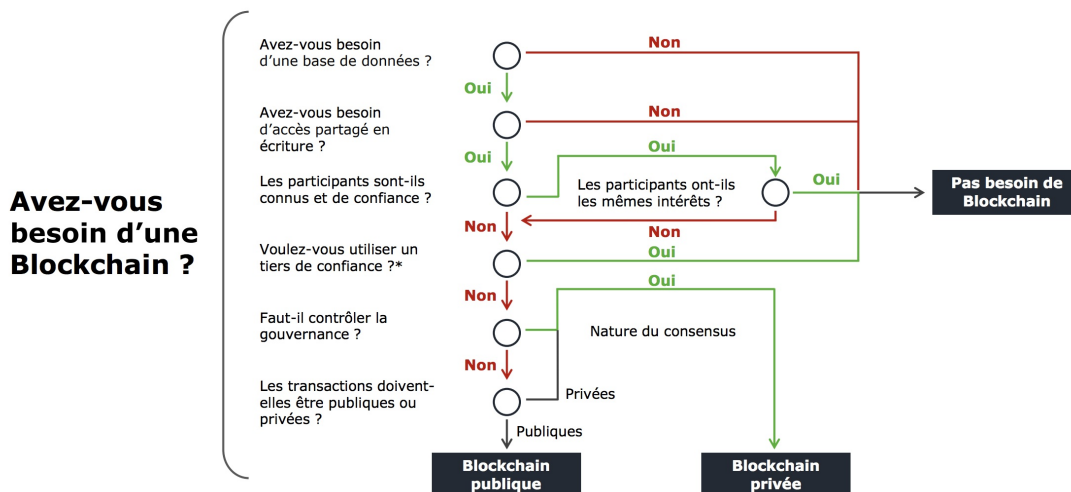 Avez-vous
besoin d’une
Blockchain ?
Avez-vous besoin
d’une base de données ?
Non
Oui
Avez-vous besoin
d’accès partagé en
écriture ?
Non
Oui
Oui
Les participants sont-ils
connus et de confiance ?
Les participants ont-ils
les mêmes intérêts ?
Oui
Pas besoin de
Blockchain
Non
Non
Voulez-vous utiliser un
tiers de confiance ?*
Oui
Non
Oui
Faut-il contrôler la
gouvernance ?
Nature du consensus
Non
Les transactions doivent-
elles être publiques ou
privées ?
Privées
Publiques
Blockchain
publique
Blockchain
privée